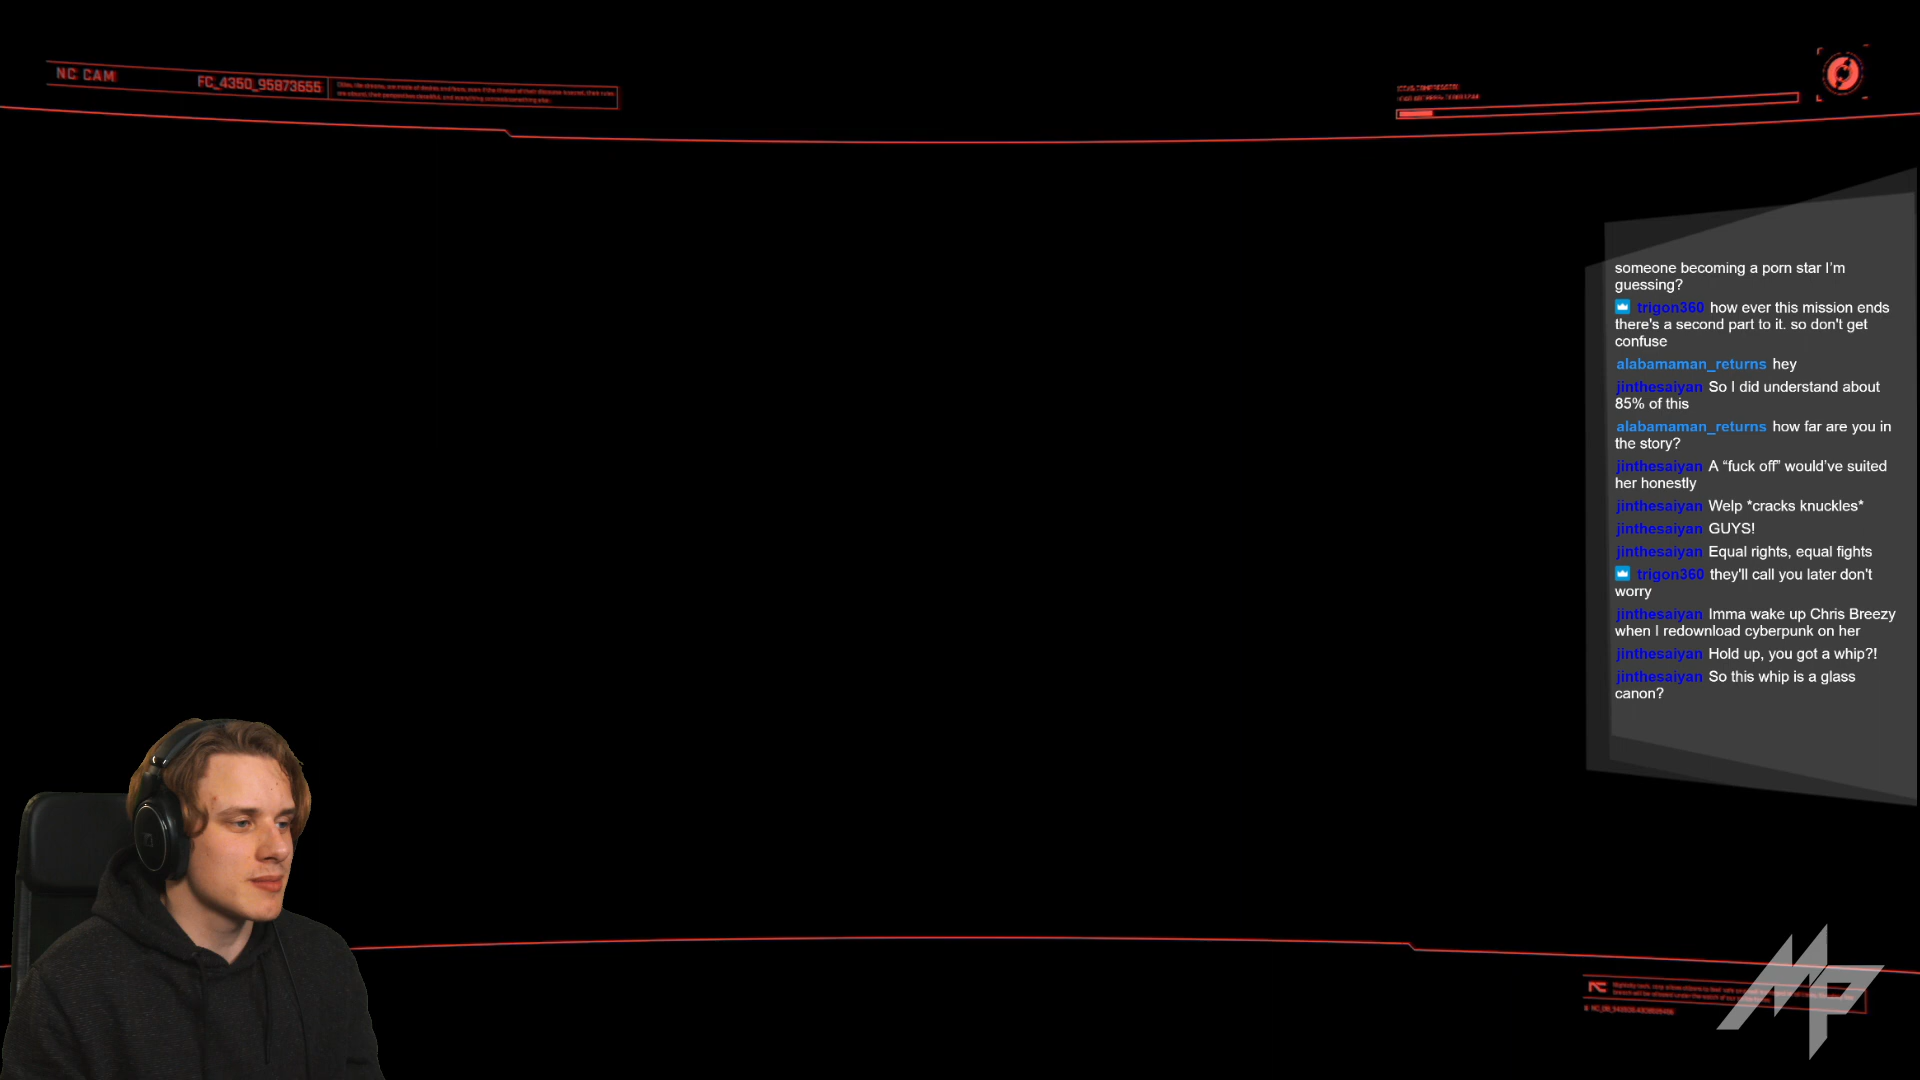 NC CAM
FC_4350_95873655
someone becoming a porn star I'm
guessing?
trigon360 how ever this mission ends
there's a second part to it. so don't get
confuse
alabamaman_returns hey
jinthesaiyan So I did understand about
85% of this
alabamaman_returns how far are you in
the story?
jinthesaiyan A “fuck off” would've suited
her honestly
jinthesaiyan Welp *cracks knuckles*
jinthesaiyan GUYS!
jinthesaiyan Equal rights, equal fights
trigon360 they'll call you later don't
worry
jinthesaiyan Imma wake up Chris Breezy
when I redownload cyberpunk on her
jinthesaiyan Hold up, you got a whip?!
jinthesaiyan So this whip is a glass
canon?
MP